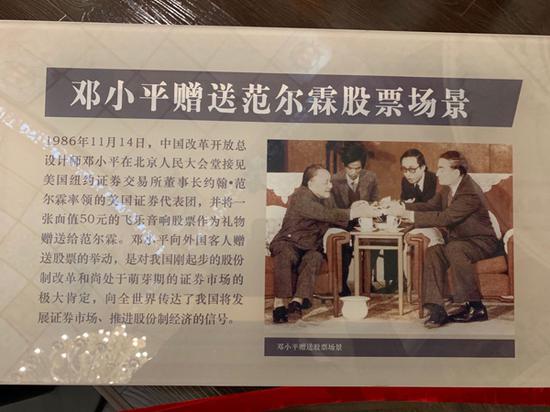 邓小平赠送范尔霖股票场景
1986年11月14日，中国改革开放总
设计师邓小平在北京人民大会堂接见
美国纽约证券交易所董事长约翰•范
尔霖率领的美国证券代表团，并将一
张面值50元的飞乐音响股票作为礼物
赠送给范尔霖。邓小平向外国客人赠
送股票的举动，是对我国刚起步的股份
制改革和尚处于萌芽期的证券市场的
极大肯定，向全世界传达了我国将发
展证券市场、推进股份制经济的信号。
邓小平赠送股票场景